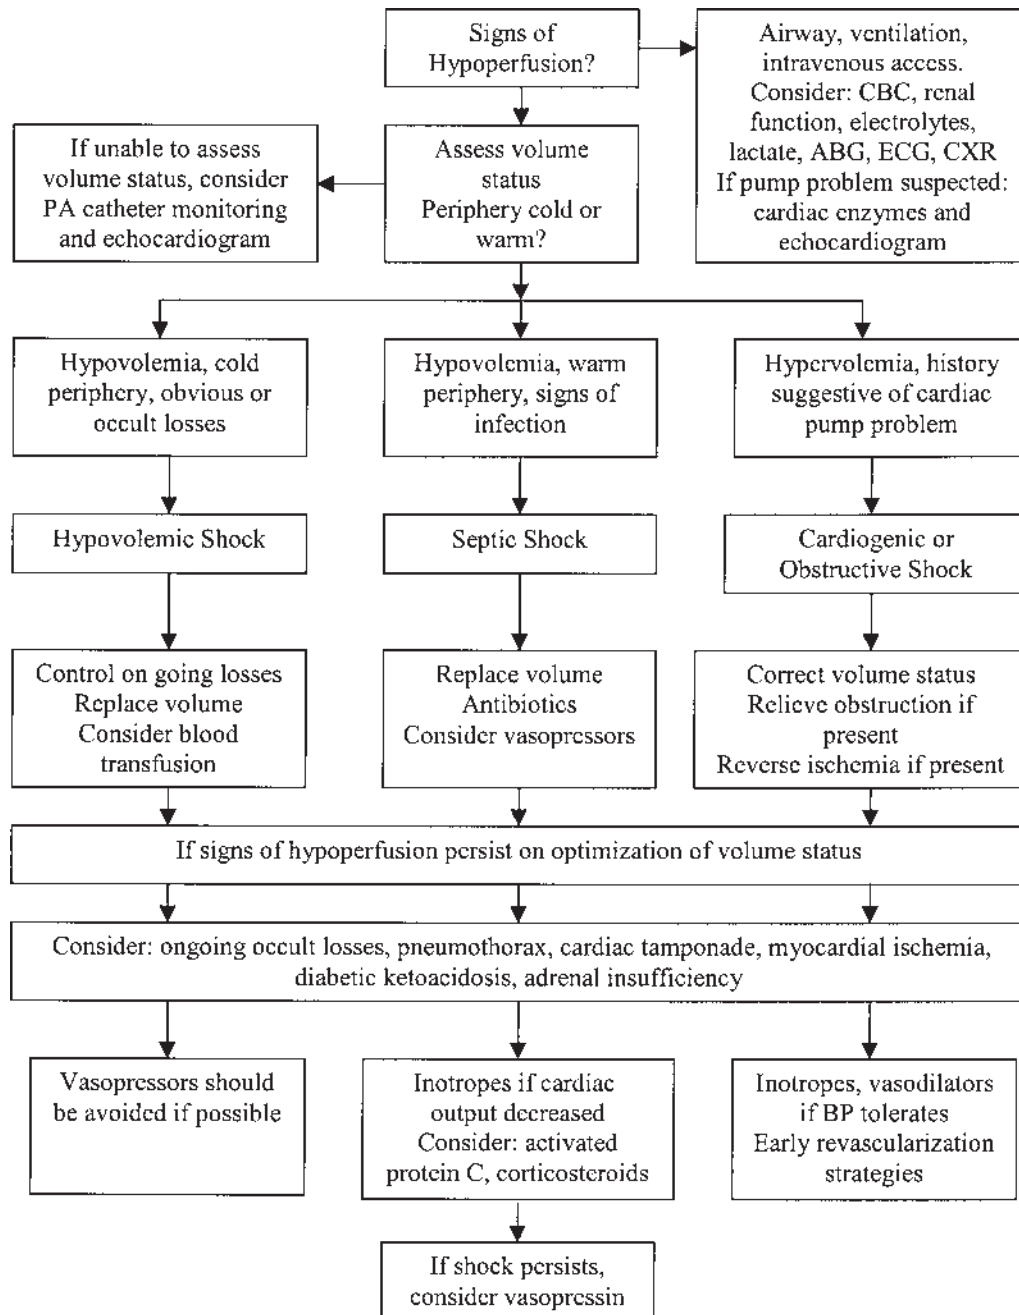 Signs of
Hypoperfusion?
Airway, ventilation,
intravenous access.
Consider: CBC, renal
function, electrolytes,
lactate, ABG, ECG, CXR
If pump problem suspected:
cardiac enzymes and
echocardiogram
If unable to assess
volume status, consider
PA catheter monitoring
and echocardiogram
Assess volume
status
Periphery cold or
warm?
Hypovolemia, cold
periphery, obvious or
occult losses
Hypovolemia, warm
periphery, signs of
infection
Hypervolemia, history
suggestive of cardiac
pump problem
Hypovolemic Shock
Septic Shock
Cardiogenic or
Obstructive Shock
Control on going losses
Replace volume
Consider blood
transfusion
Replace volume
Antibiotics
Consider vasopressors
Correct volume status
Relieve obstruction if
present
Reverse ischemia if present
If signs of hypoperfusion persist on optimization of volume status
Consider: ongoing occult losses, pneumothorax, cardiac tamponade, myocardial ischemia,
diabetic ketoacidosis, adrenal insufficiency
Vasopressors should
be avoided if possible
Inotropes if cardiac
output decreased
Consider: activated
protein C, corticosteroids
Inotropes, vasodilators
if BP tolerates
Early revascularization
strategies
If shock persists,
consider vasopressin